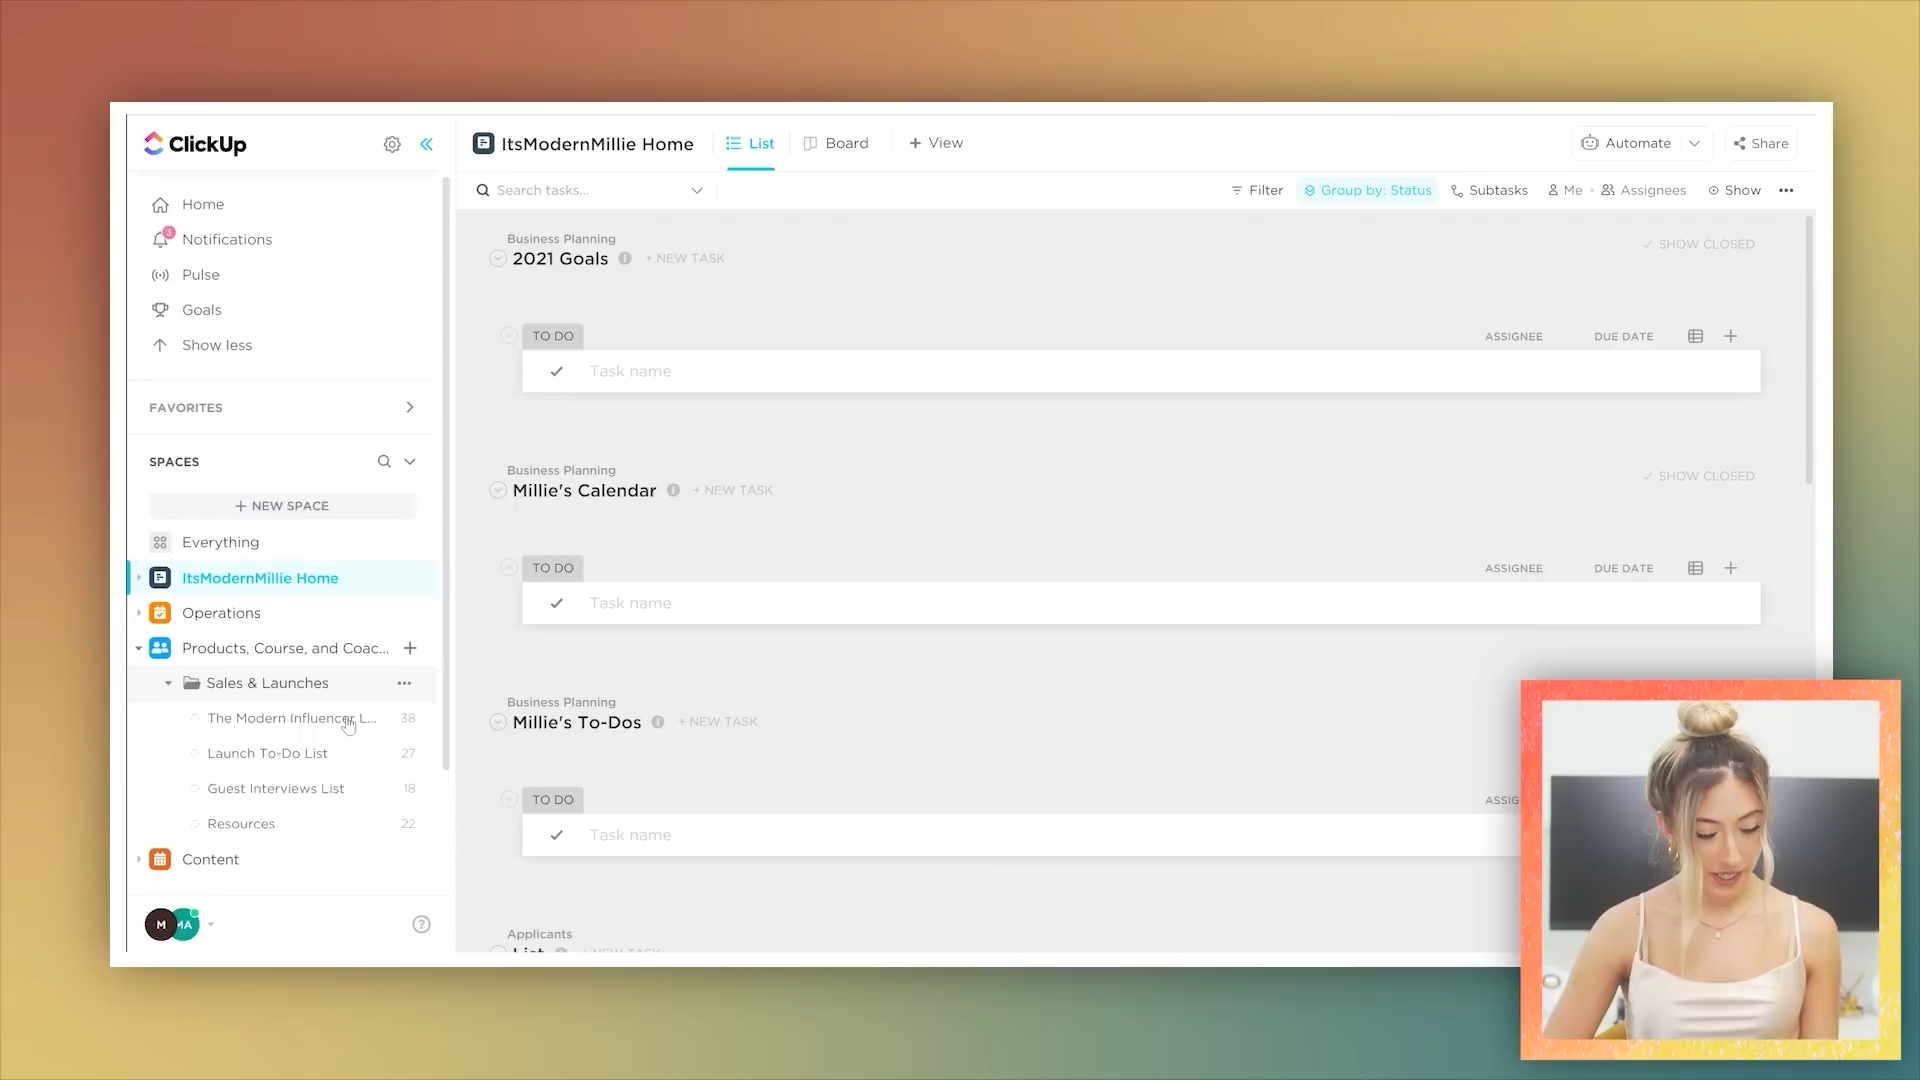 ClickUp
Home
3
Notifications
Pulse
Goals
Show less
FAVORITES
SPACES
+ NEW SPACE
Everything
ItsModernMillie Home
Operations
Products, Course, and Coac...
Sales & Launches
The Modern Influencer L... 38
Launch To-Do List 27
Guest Interviews List 18
Resources 22
Content
M MA
ItsModernMillie Home
List
Board
+ View
Automate
Share
Search tasks...
Filter
Group by: Status
Subtasks
Me
Assignees
Show
Business Planning
2021 Goals + NEW TASK
SHOW CLOSED
TO DO ASSIGNEE DUE DATE
Task name
Business Planning
Millie's Calendar + NEW TASK
SHOW CLOSED
TO DO ASSIGNEE DUE DATE
Task name
Business Planning
Millie's To-Dos + NEW TASK
TO DO ASSIG
Task name
Applicants
List + NEW TASK